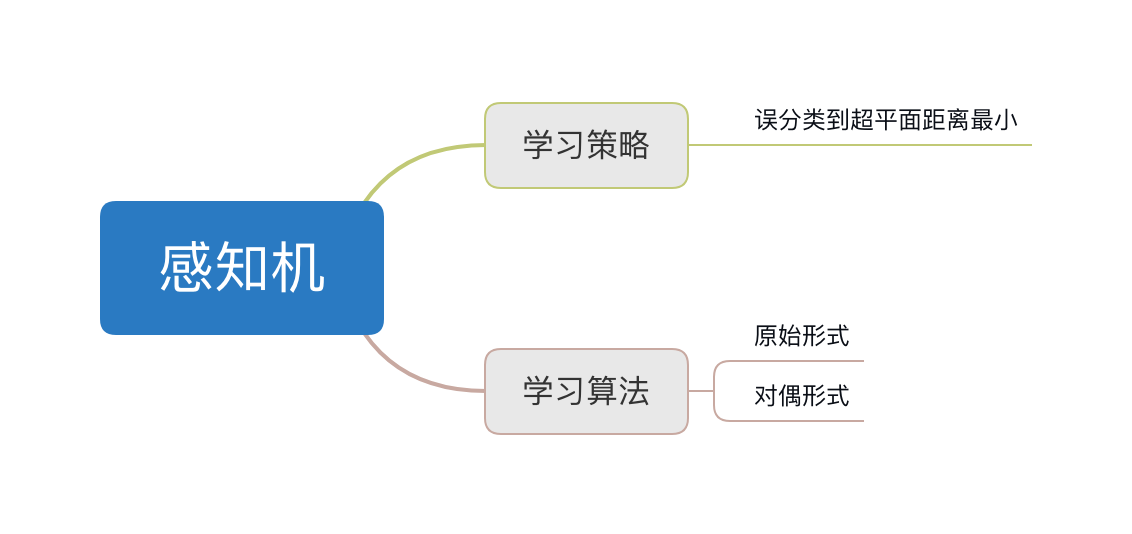 感知机
学习策略
误分类到超平面距离最小
学习算法
原始形式
对偶形式